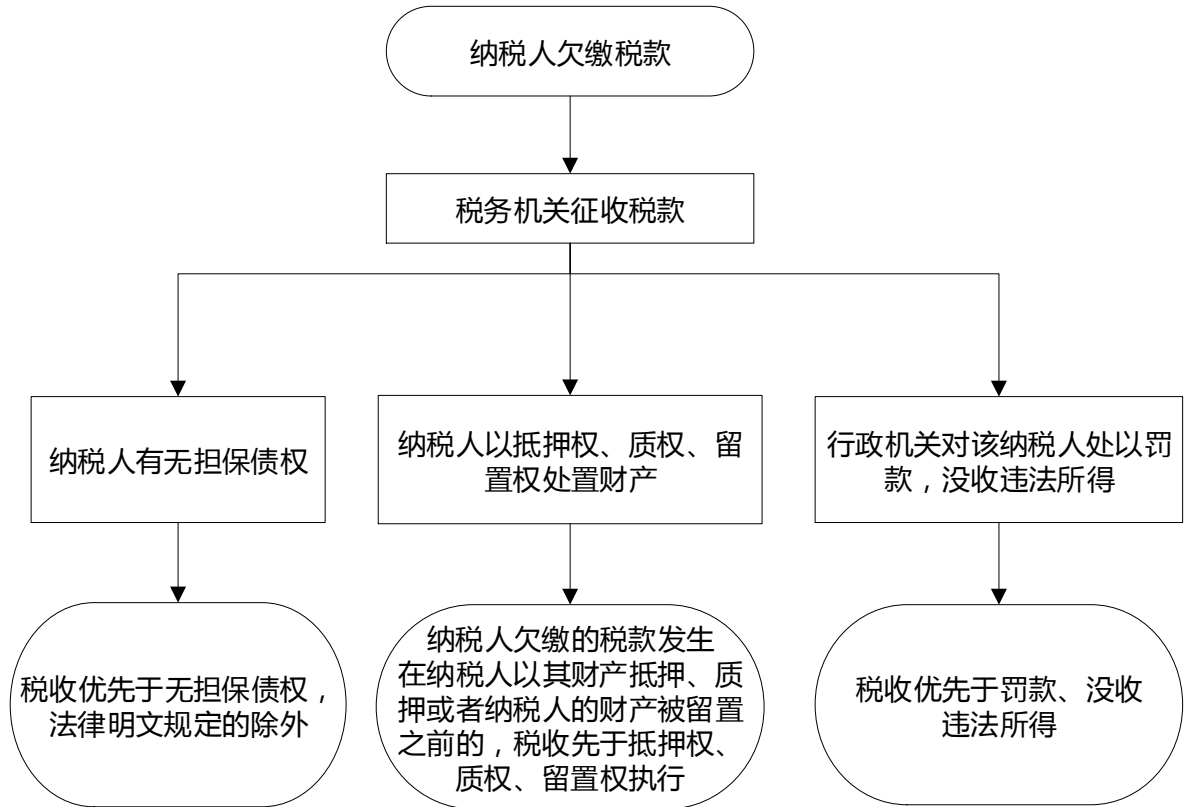 纳税人欠缴税款
税务机关征收税款
纳税人有无担保债权
纳税人以抵押权、质权、留
置权处置财产
行政机关对该纳税人处以罚
款，没收违法所得
税收优先于无担保债权，
法律明文规定的除外
纳税人欠缴的税款发生
在纳税人以其财产抵押、质
押或者纳税人的财产被留置
之前的，税收先于抵押权、
质权、留置权执行
税收优先于罚款、没收
违法所得